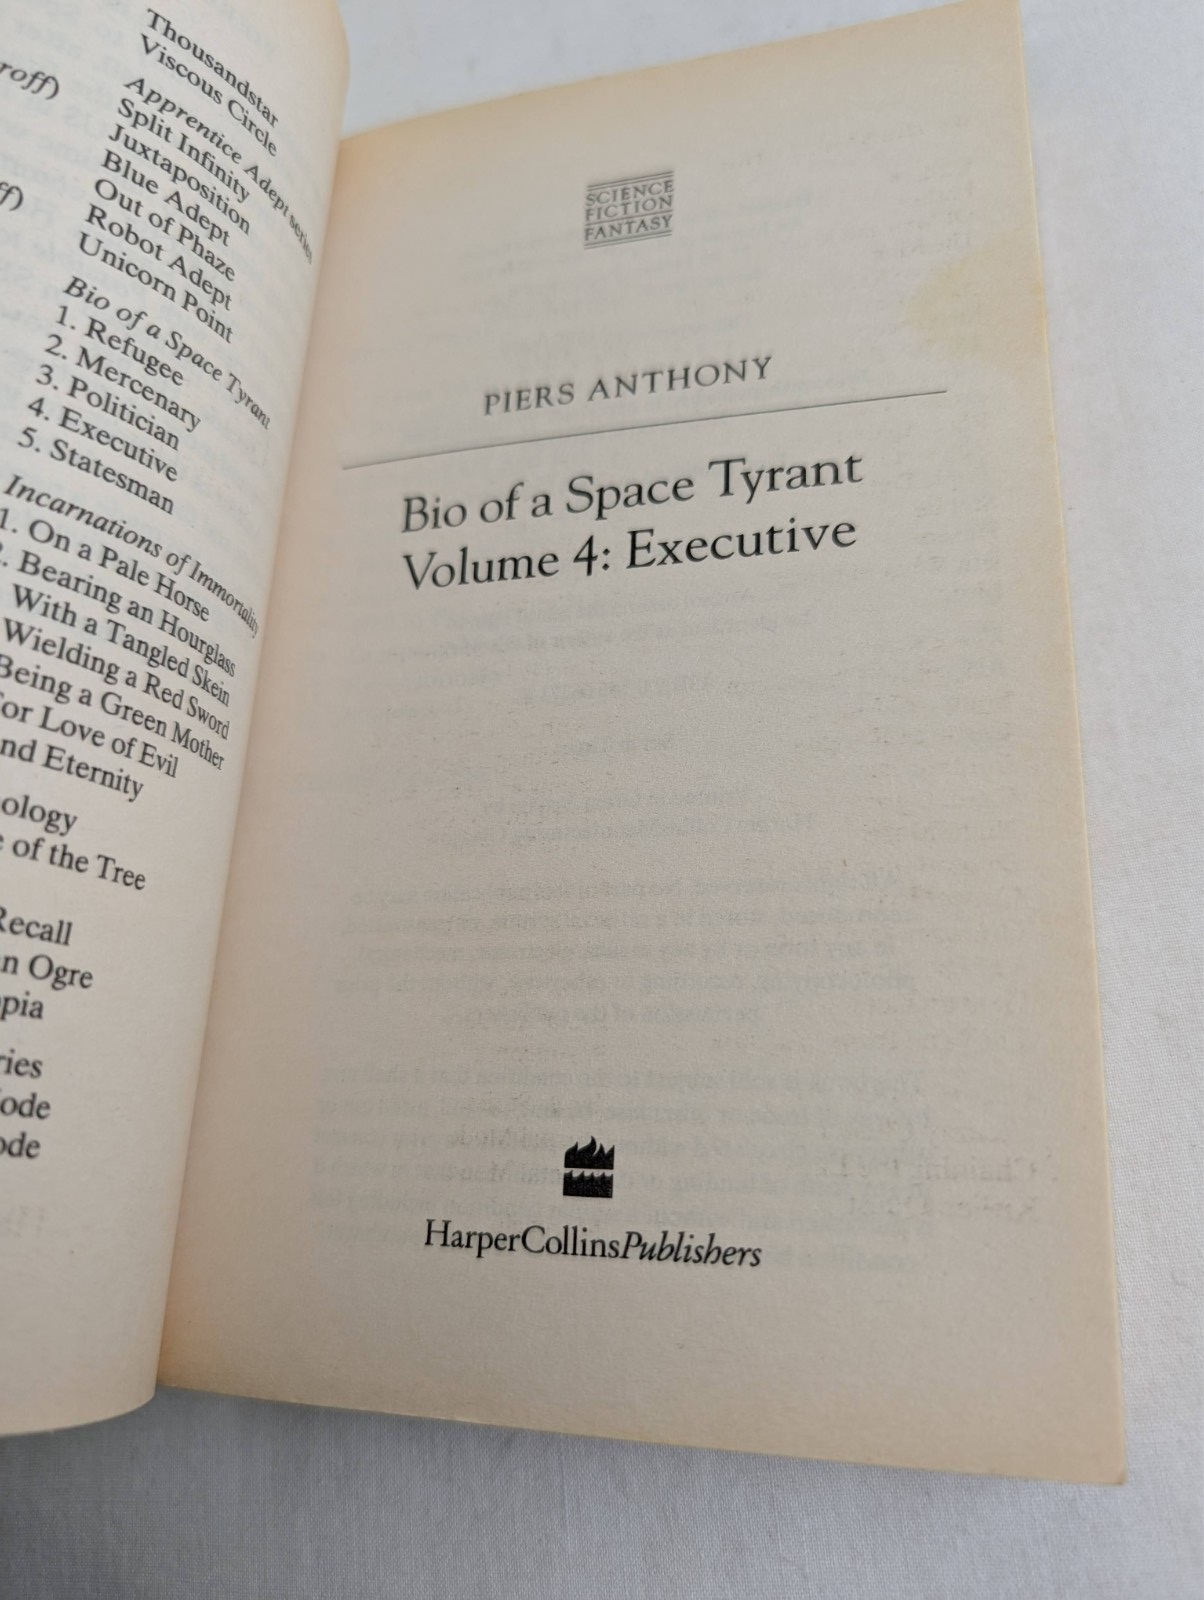 roff)
ff)
Thousandstar
Viscous Circle
Apprentice Adept series
Split Infinity
Juxtaposition
Blue Adept
Out of Phaze
Robot Adept
Unicorn Point
Bio of a Space Tyrant
1. Refugee
2. Mercenary
3. Politician
4. Executive
5. Statesman
Incarnations of Immortality
1. On a Pale Horse
2. Bearing an Hourglass
With a Tangled Skein
Wielding a Red Sword
Being a Green Mother
or Love of Evil
nd Eternity
ology
of the Tree
Recall
n Ogre
pia
ries
ode
ode
SCIENCE
FICTION
FANTASY
PIERS ANTHONY
Bio of a Space Tyrant
Volume 4: Executive
HarperCollinsPublishers